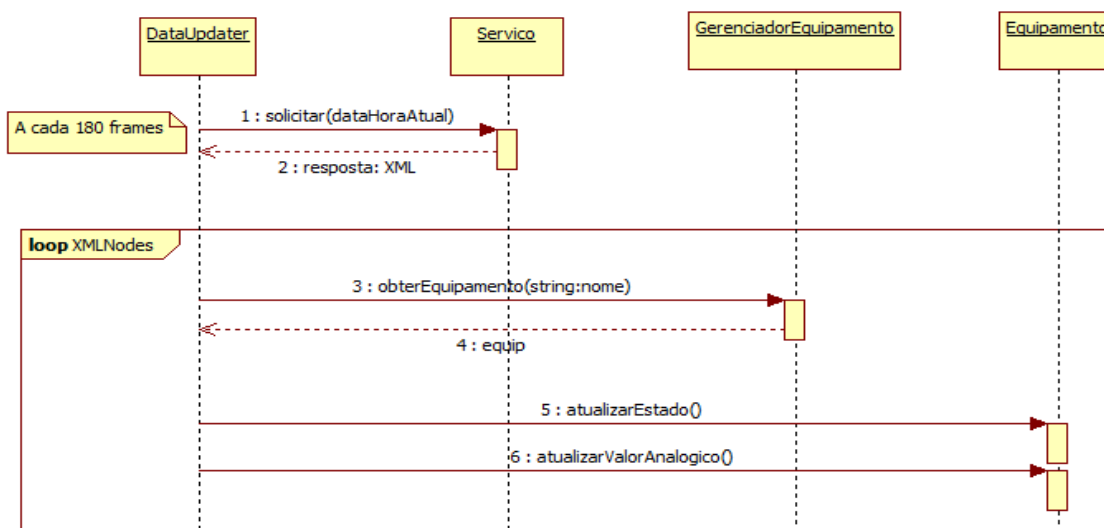 DataUpdater
Servico
GerenciadorEquipamento
Equipamento
A cada 180 frames
1 : solicitar(dataHoraAtual)
2 : resposta: XML
loop XMLNodes
3 : obterEquipamento(string:nome)
4 : equip
5 : atualizarEstado()
6 : atualizarValorAnalogico()